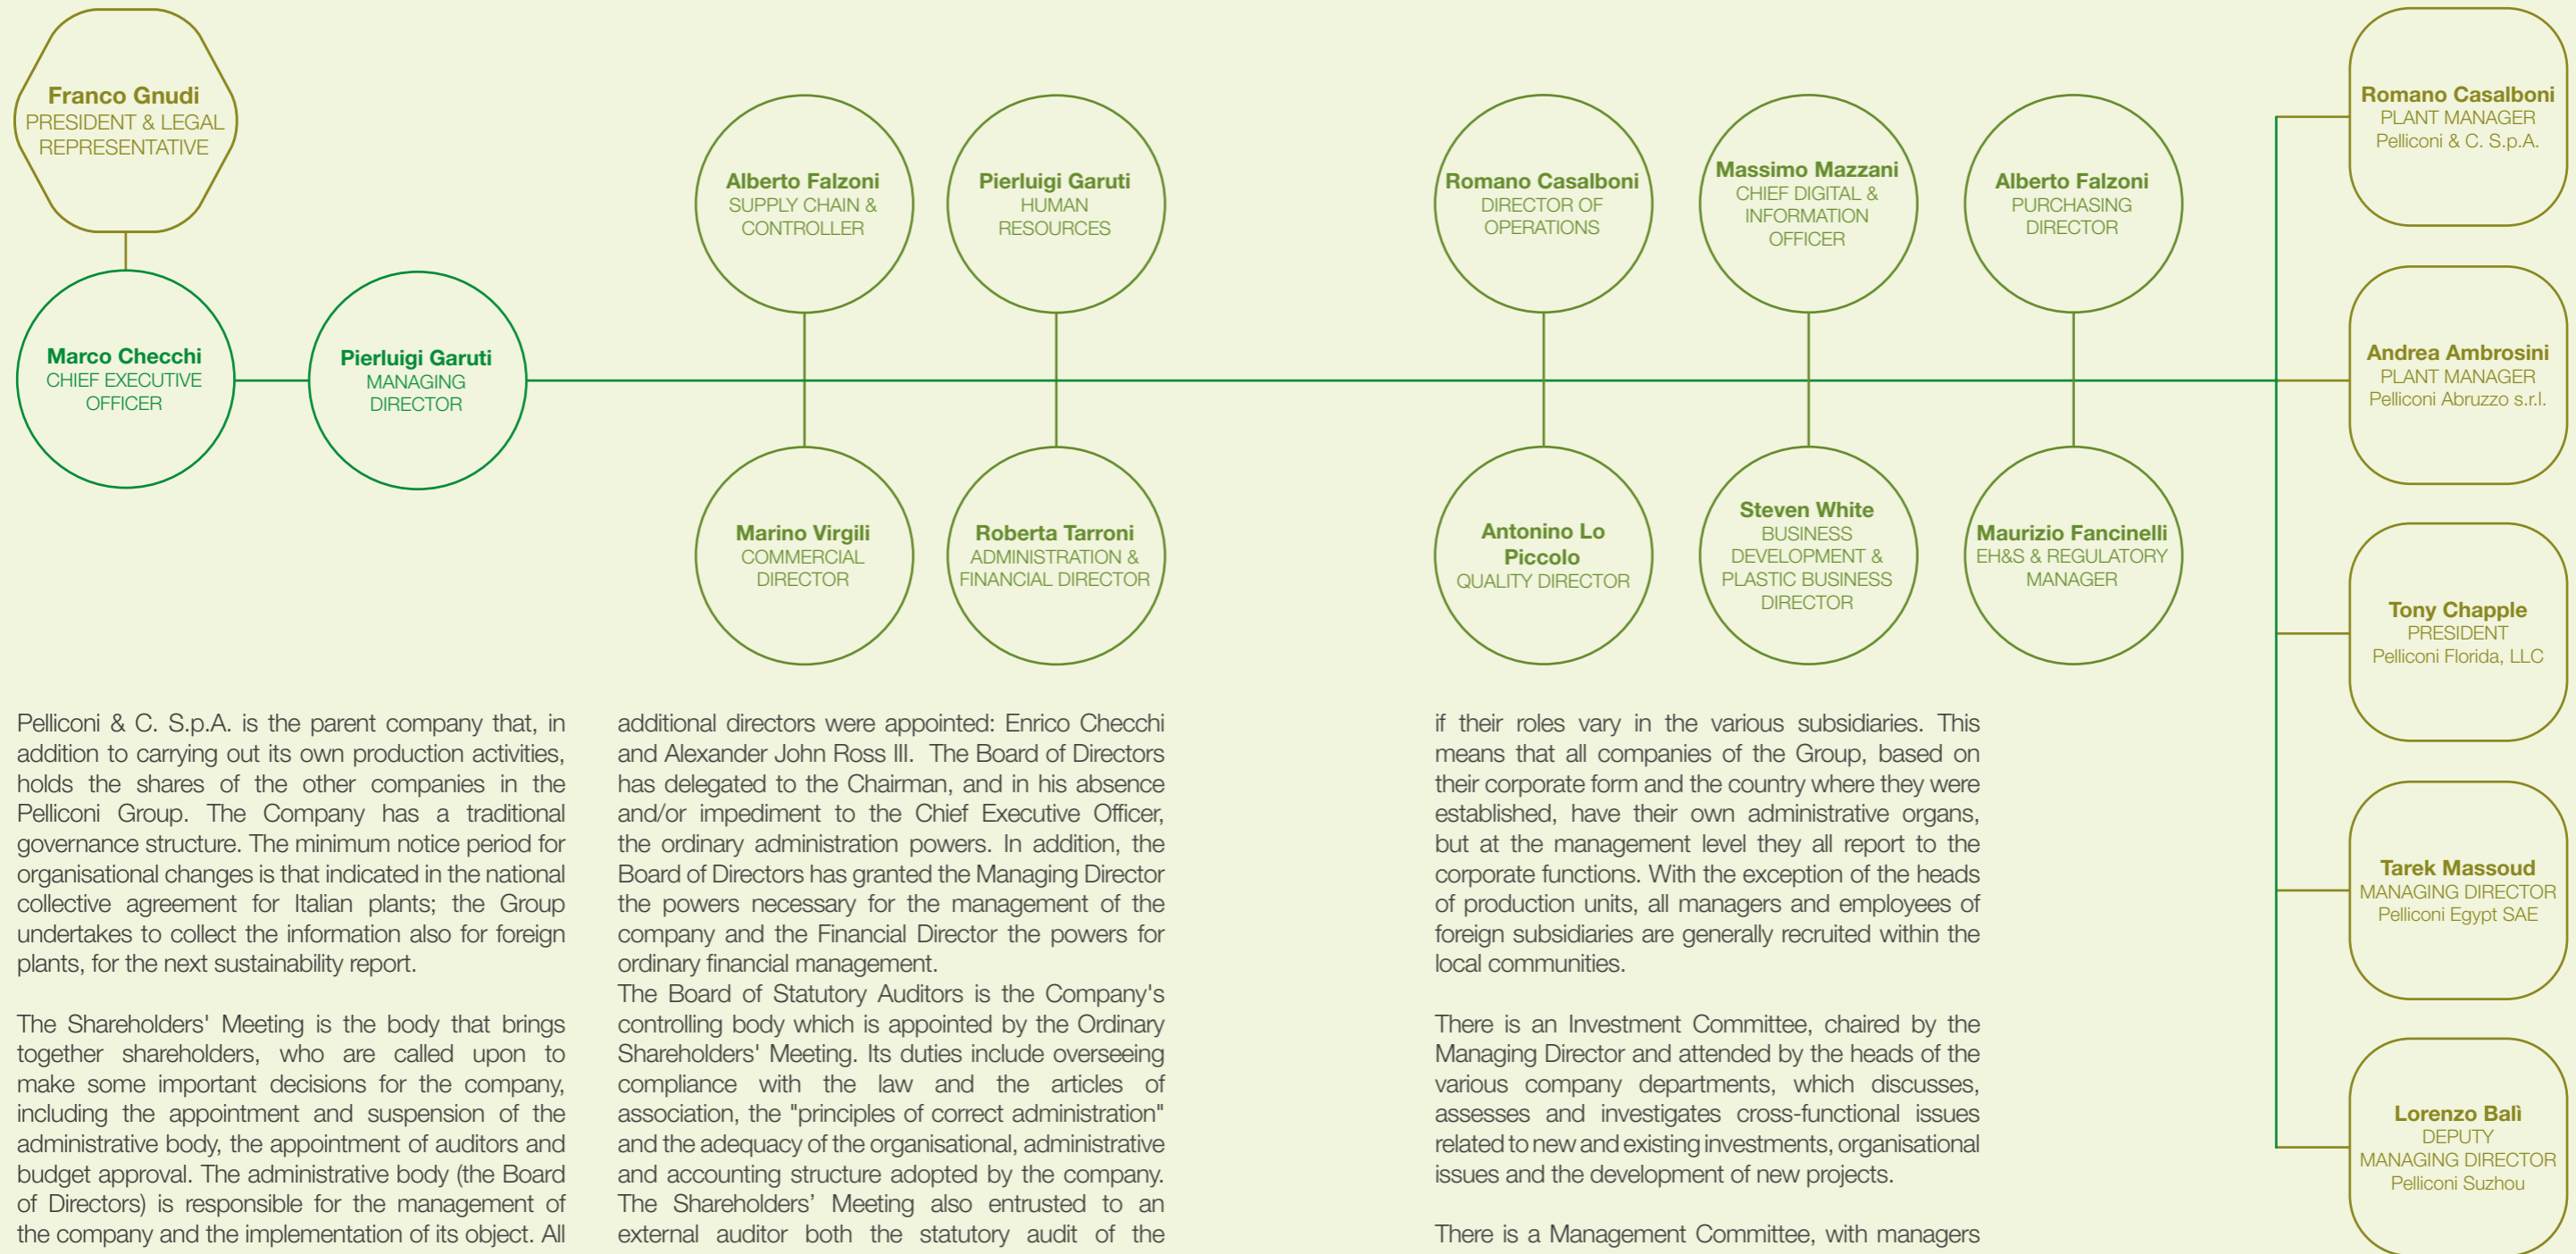 Franco Gnudi
PRESIDENT & LEGAL
REPRESENTATIVE
Marco Checchi
CHIEF EXECUTIVE
OFFICER
Pierluigi Garuti
MANAGING
DIRECTOR
Alberto Falzoni
SUPPLY CHAIN &
CONTROLLER
Pierluigi Garuti
HUMAN
RESOURCES
Romano Casalboni
DIRECTOR OF
OPERATIONS
Massimo Mazzani
CHIEF DIGITAL &
INFORMATION
OFFICER
Alberto Falzoni
PURCHASING
DIRECTOR
Marino Virgili
COMMERCIAL
DIRECTOR
Roberta Tarroni
ADMINISTRATION &
FINANCIAL DIRECTOR
Antonino Lo
Piccolo
QUALITY DIRECTOR
Steven White
BUSINESS
DEVELOPMENT &
PLASTIC BUSINESS
DIRECTOR
Maurizio Fancinelli
EH&S & REGULATORY
MANAGER
Romano Casalboni
PLANT MANAGER
Pelliconi & C. S.p.A.
Andrea Ambrosini
PLANT MANAGER
Pelliconi Abruzzo s.r.l.
Tony Chapple
PRESIDENT
Pelliconi Florida, LLC
Tarek Massoud
MANAGING DIRECTOR
Pelliconi Egypt SAE
Lorenzo Balì
DEPUTY
MANAGING DIRECTOR
Pelliconi Suzhou
Pelliconi & C. S.p.A. is the parent company that, in
addition to carrying out its own production activities,
holds the shares of the other companies in the
Pelliconi Group. The Company has a traditional
governance structure. The minimum notice period for
organisational changes is that indicated in the national
collective agreement for Italian plants; the Group
undertakes to collect the information also for foreign
plants, for the next sustainability report.
The Shareholders' Meeting is the body that brings
together shareholders, who are called upon to
make some important decisions for the company,
including the appointment and suspension of the
administrative body, the appointment of auditors and
budget approval. The administrative body (the Board
of Directors) is responsible for the management of
the company and the implementation of its object. All
additional directors were appointed: Enrico Checchi
and Alexander John Ross III. The Board of Directors
has delegated to the Chairman, and in his absence
and/or impediment to the Chief Executive Officer,
the ordinary administration powers. In addition, the
Board of Directors has granted the Managing Director
the powers necessary for the management of the
company and the Financial Director the powers for
ordinary financial management.
The Board of Statutory Auditors is the Company's
controlling body which is appointed by the Ordinary
Shareholders' Meeting. Its duties include overseeing
compliance with the law and the articles of
association, the "principles of correct administration"
and the adequacy of the organisational, administrative
and accounting structure adopted by the company.
The Shareholders’ Meeting also entrusted to an
external auditor both the statutory audit of the
if their roles vary in the various subsidiaries. This
means that all companies of the Group, based on
their corporate form and the country where they were
established, have their own administrative organs,
but at the management level they all report to the
corporate functions. With the exception of the heads
of production units, all managers and employees of
foreign subsidiaries are generally recruited within the
local communities.
There is an Investment Committee, chaired by the
Managing Director and attended by the heads of the
various company departments, which discusses,
assesses and investigates cross-functional issues
related to new and existing investments, organisational
issues and the development of new projects.
There is a Management Committee, with managers